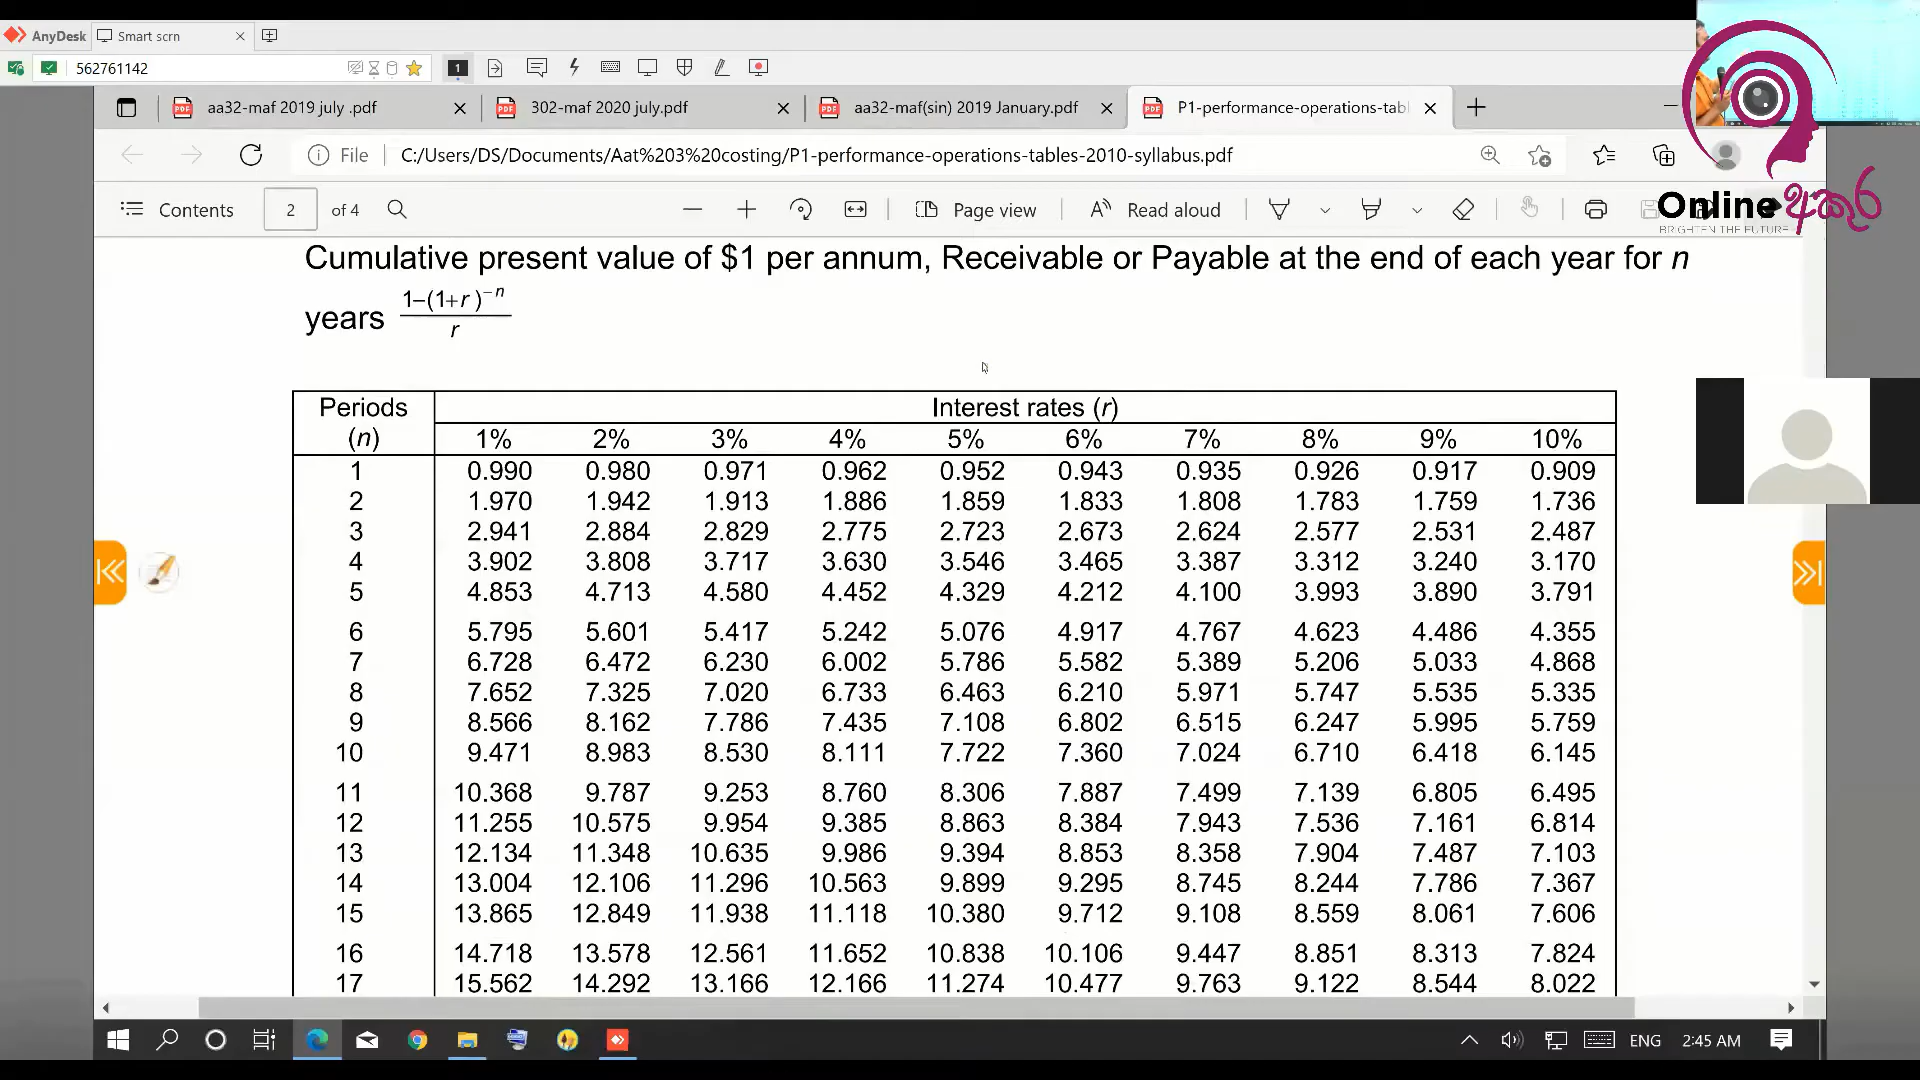 AnyDesk Smart scrn
562761142 1
aa32-maf 2019 july .pdf 302-maf 2020 july.pdf aa32-maf(sin) 2019 January.pdf P1-performance-operations-tabl
File C:/Users/DS/Documents/Aat%203%20costing/P1-performance-operations-tables-2010-syllabus.pdf
Contents 2 of 4 Page view Read aloud
Online අකුර
BRIGHTEN THE FUTURE
Cumulative present value of $1 per annum, Receivable or Payable at the end of each year for n
years 1−(1+r)⁻ⁿ / r
Periods Interest rates (r)
(n) 1% 2% 3% 4% 5% 6% 7% 8% 9% 10%
1 0.990 0.980 0.971 0.962 0.952 0.943 0.935 0.926 0.917 0.909
2 1.970 1.942 1.913 1.886 1.859 1.833 1.808 1.783 1.759 1.736
3 2.941 2.884 2.829 2.775 2.723 2.673 2.624 2.577 2.531 2.487
4 3.902 3.808 3.717 3.630 3.546 3.465 3.387 3.312 3.240 3.170
5 4.853 4.713 4.580 4.452 4.329 4.212 4.100 3.993 3.890 3.791
6 5.795 5.601 5.417 5.242 5.076 4.917 4.767 4.623 4.486 4.355
7 6.728 6.472 6.230 6.002 5.786 5.582 5.389 5.206 5.033 4.868
8 7.652 7.325 7.020 6.733 6.463 6.210 5.971 5.747 5.535 5.335
9 8.566 8.162 7.786 7.435 7.108 6.802 6.515 6.247 5.995 5.759
10 9.471 8.983 8.530 8.111 7.722 7.360 7.024 6.710 6.418 6.145
11 10.368 9.787 9.253 8.760 8.306 7.887 7.499 7.139 6.805 6.495
12 11.255 10.575 9.954 9.385 8.863 8.384 7.943 7.536 7.161 6.814
13 12.134 11.348 10.635 9.986 9.394 8.853 8.358 7.904 7.487 7.103
14 13.004 12.106 11.296 10.563 9.899 9.295 8.745 8.244 7.786 7.367
15 13.865 12.849 11.938 11.118 10.380 9.712 9.108 8.559 8.061 7.606
16 14.718 13.578 12.561 11.652 10.838 10.106 9.447 8.851 8.313 7.824
17 15.562 14.292 13.166 12.166 11.274 10.477 9.763 9.122 8.544 8.022
ENG 2:45 AM